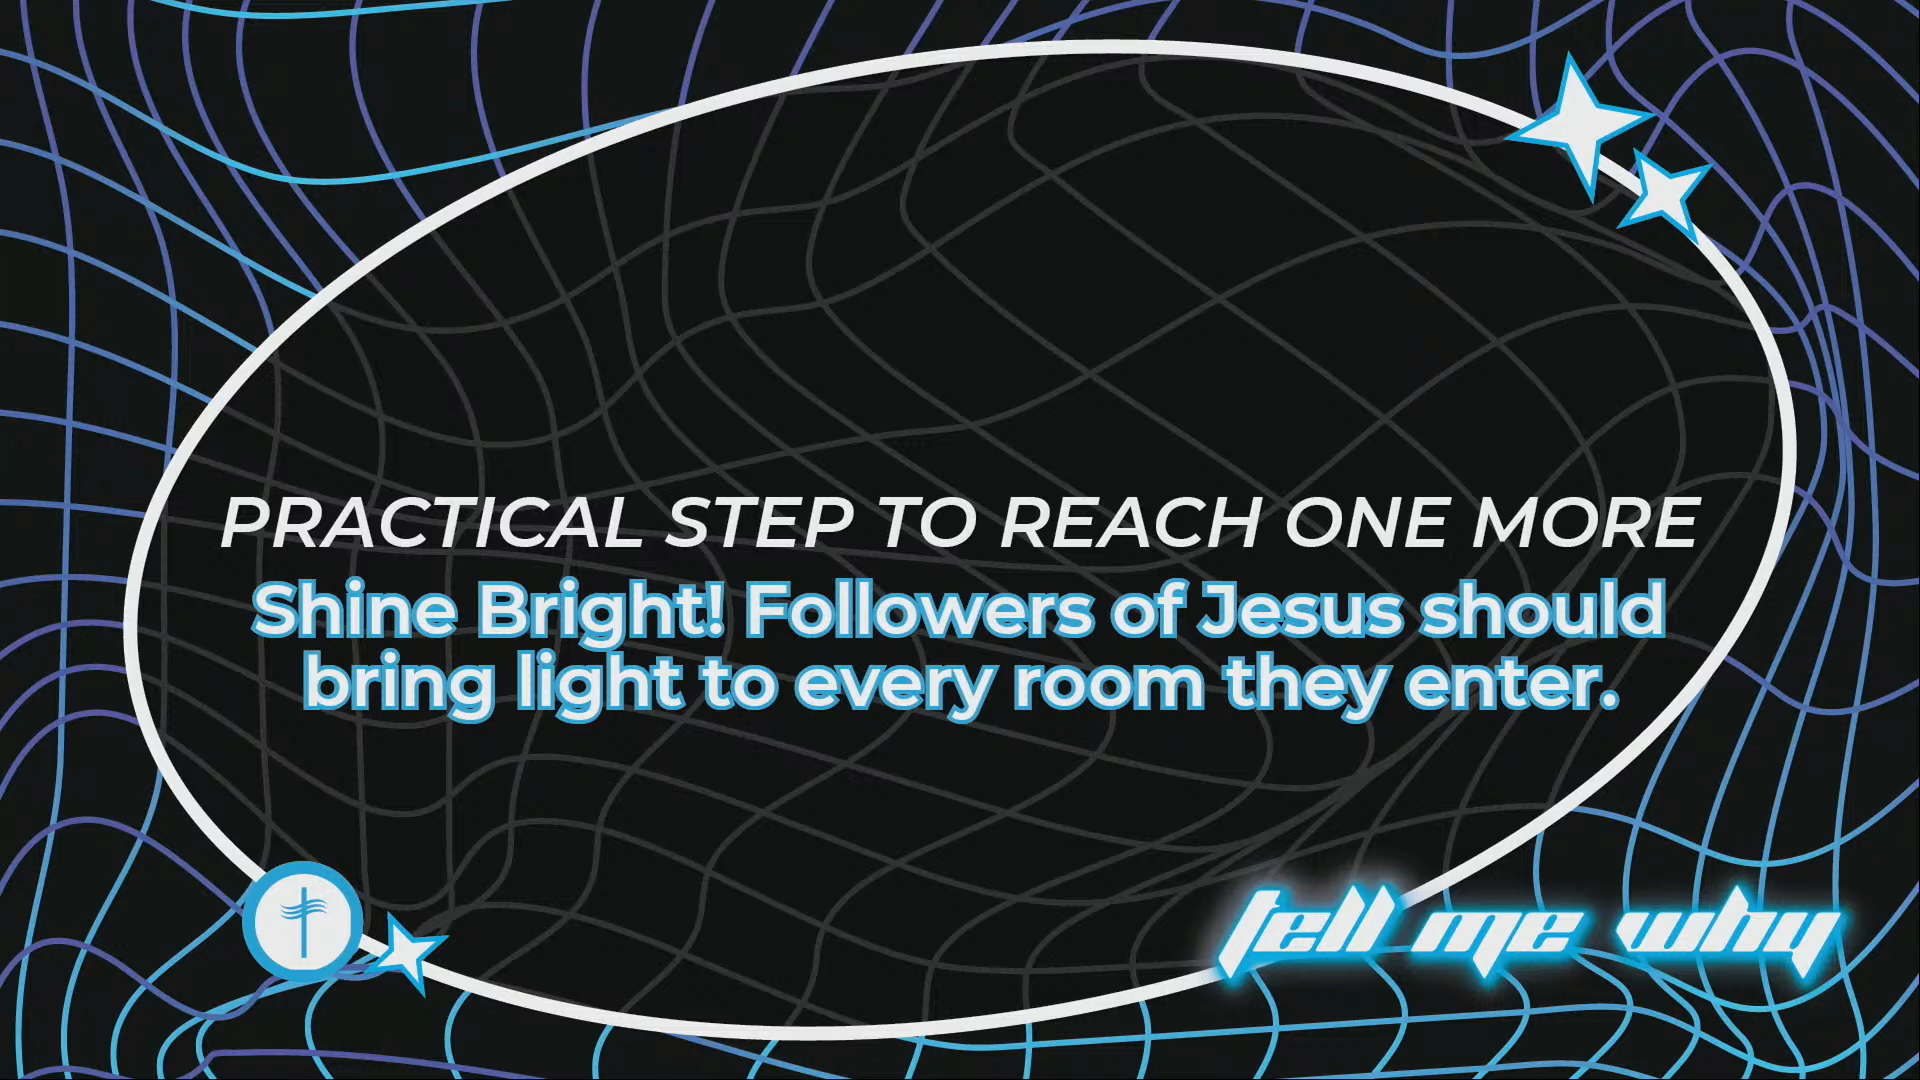 PRACTICAL STEP TO REACH ONE MORE
Shine Bright! Followers of Jesus should
bring light to every room they enter.
tell me why